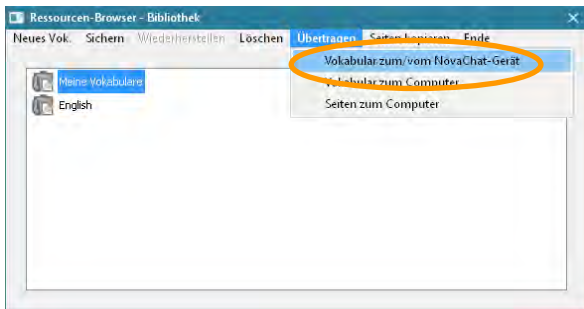 Ressourcen-Browser - Bibliothek
Neues Vok. Sichern Wiederherstellen Löschen Übertragen Seiten kopieren Ende
Vokabular zum/vom NovaChat-Gerät
Meine Vokabulare
Vokabular zum Computer
English
Seiten zum Computer